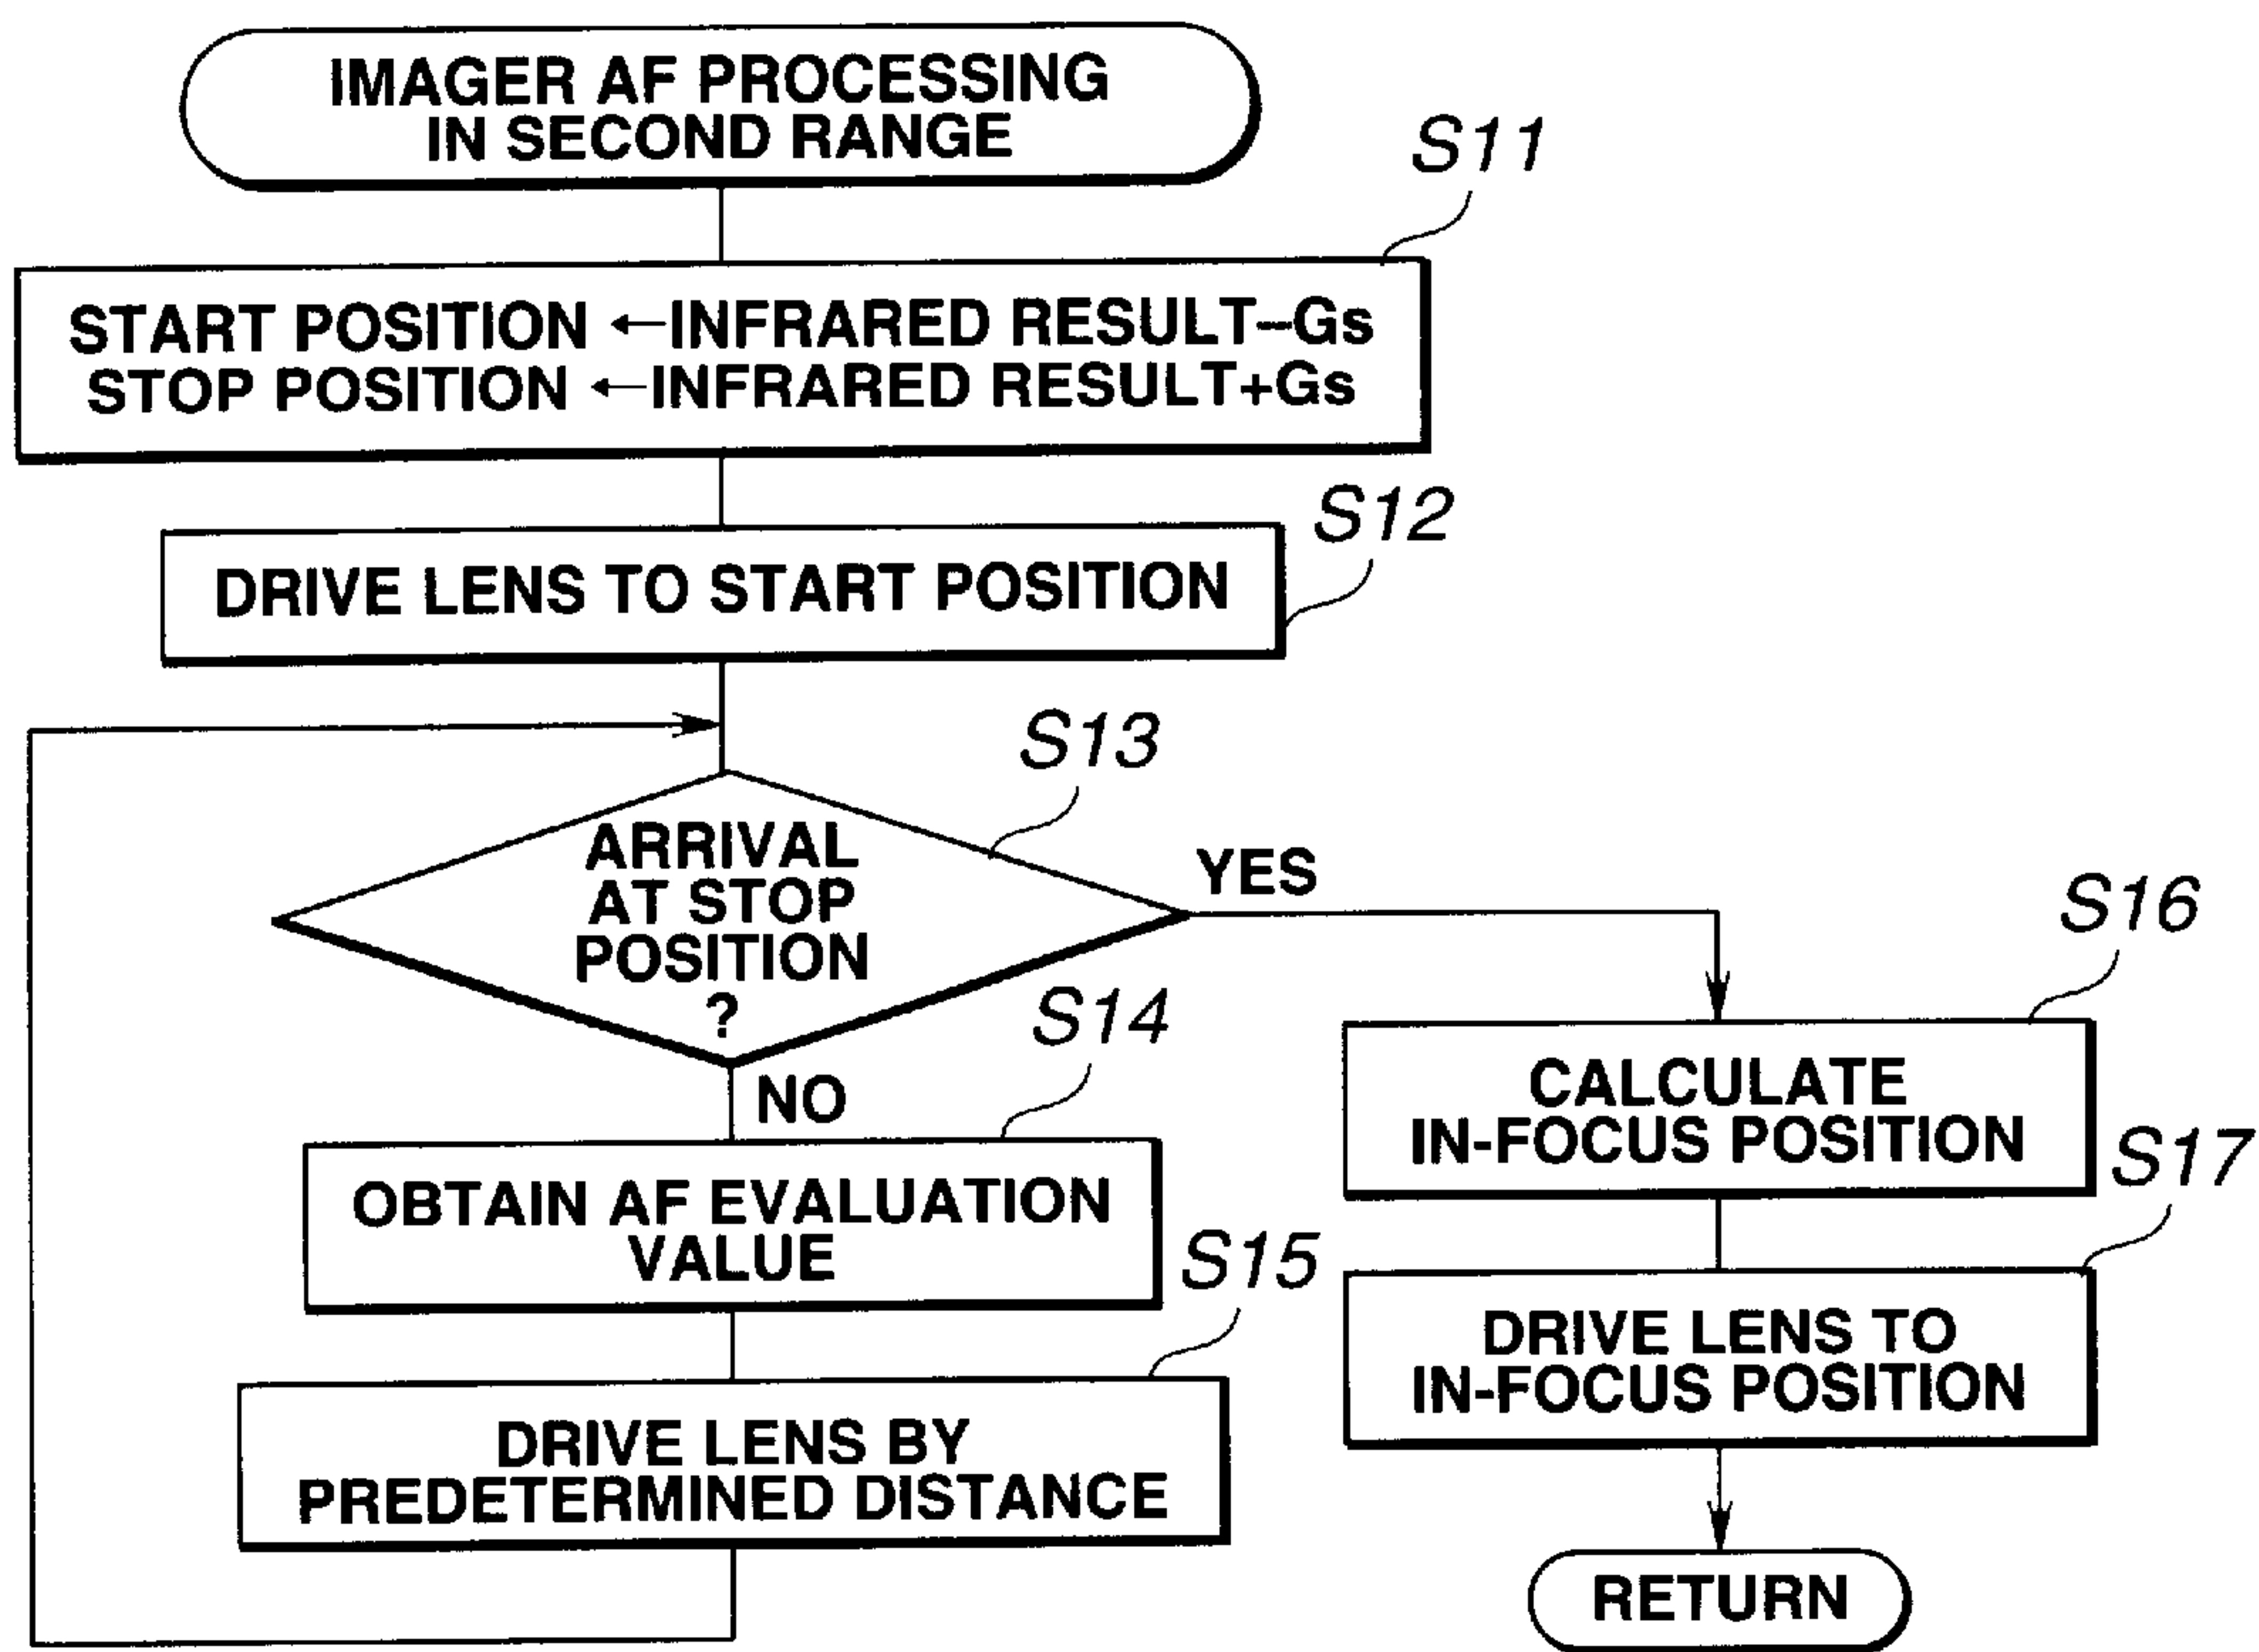 IMAGER AF PROCESSING
IN SECOND RANGE
S11
START POSITION ←INFRARED RESULT–Gs
STOP POSITION ←INFRARED RESULT+Gs
S12
DRIVE LENS TO START POSITION
S13
ARRIVAL
AT STOP
POSITION
?
YES
NO
S14
OBTAIN AF EVALUATION
VALUE
S15
DRIVE LENS BY
PREDETERMINED DISTANCE
S16
CALCULATE
IN-FOCUS POSITION
S17
DRIVE LENS TO
IN-FOCUS POSITION
RETURN